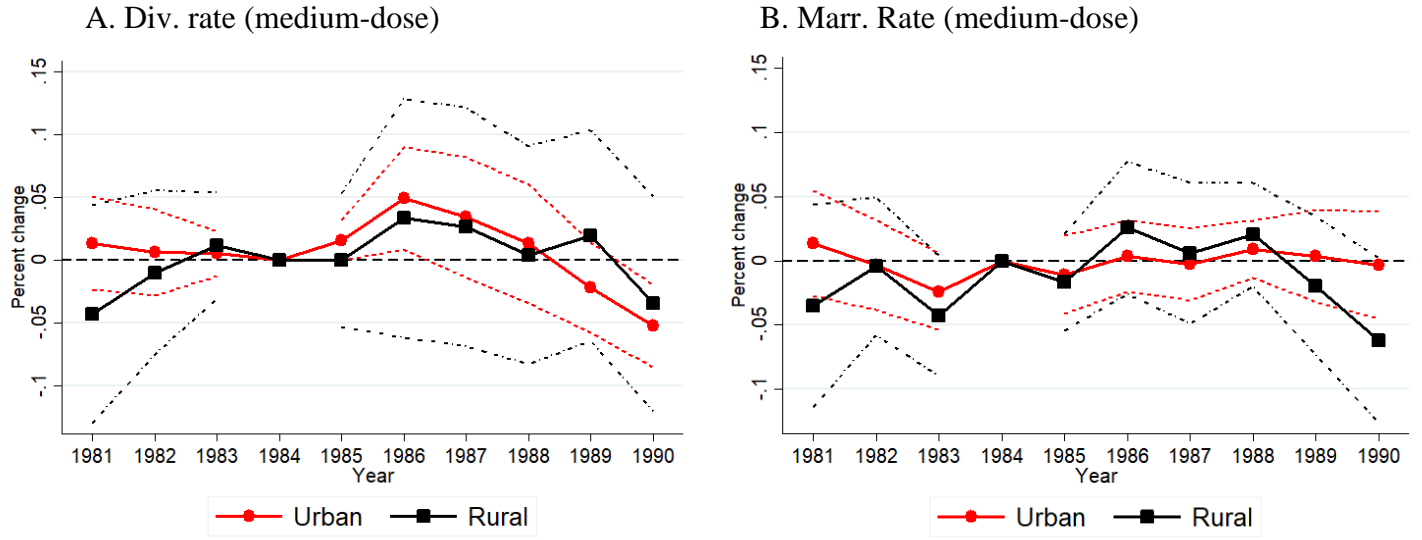 A. Div. rate (medium-dose)
Percent change
.15
.1
.05
0
-.05
-.1
1981 1982 1983 1984 1985 1986 1987 1988 1989 1990
Year
Urban Rural
B. Marr. Rate (medium-dose)
Percent change
.15
.1
.05
0
-.05
-.1
1981 1982 1983 1984 1985 1986 1987 1988 1989 1990
Year
Urban Rural